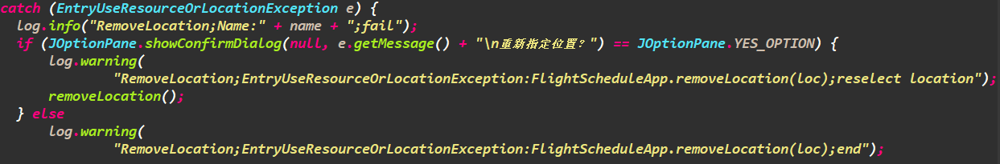 catch (EntryUseResourceOrLocationException e) {
log.info("RemoveLocation;Name:" + name + ";fail");
if (JOptionPane.showConfirmDialog(null, e.getMessage() + "\n重新指定位置？") == JOptionPane.YES_OPTION) {
log.warning(
"RemoveLocation;EntryUseResourceOrLocationException:FlightScheduleApp.removeLocation(loc);reselect location");
removeLocation();
} else
log.warning(
"RemoveLocation;EntryUseResourceOrLocationException:FlightScheduleApp.removeLocation(loc);end");